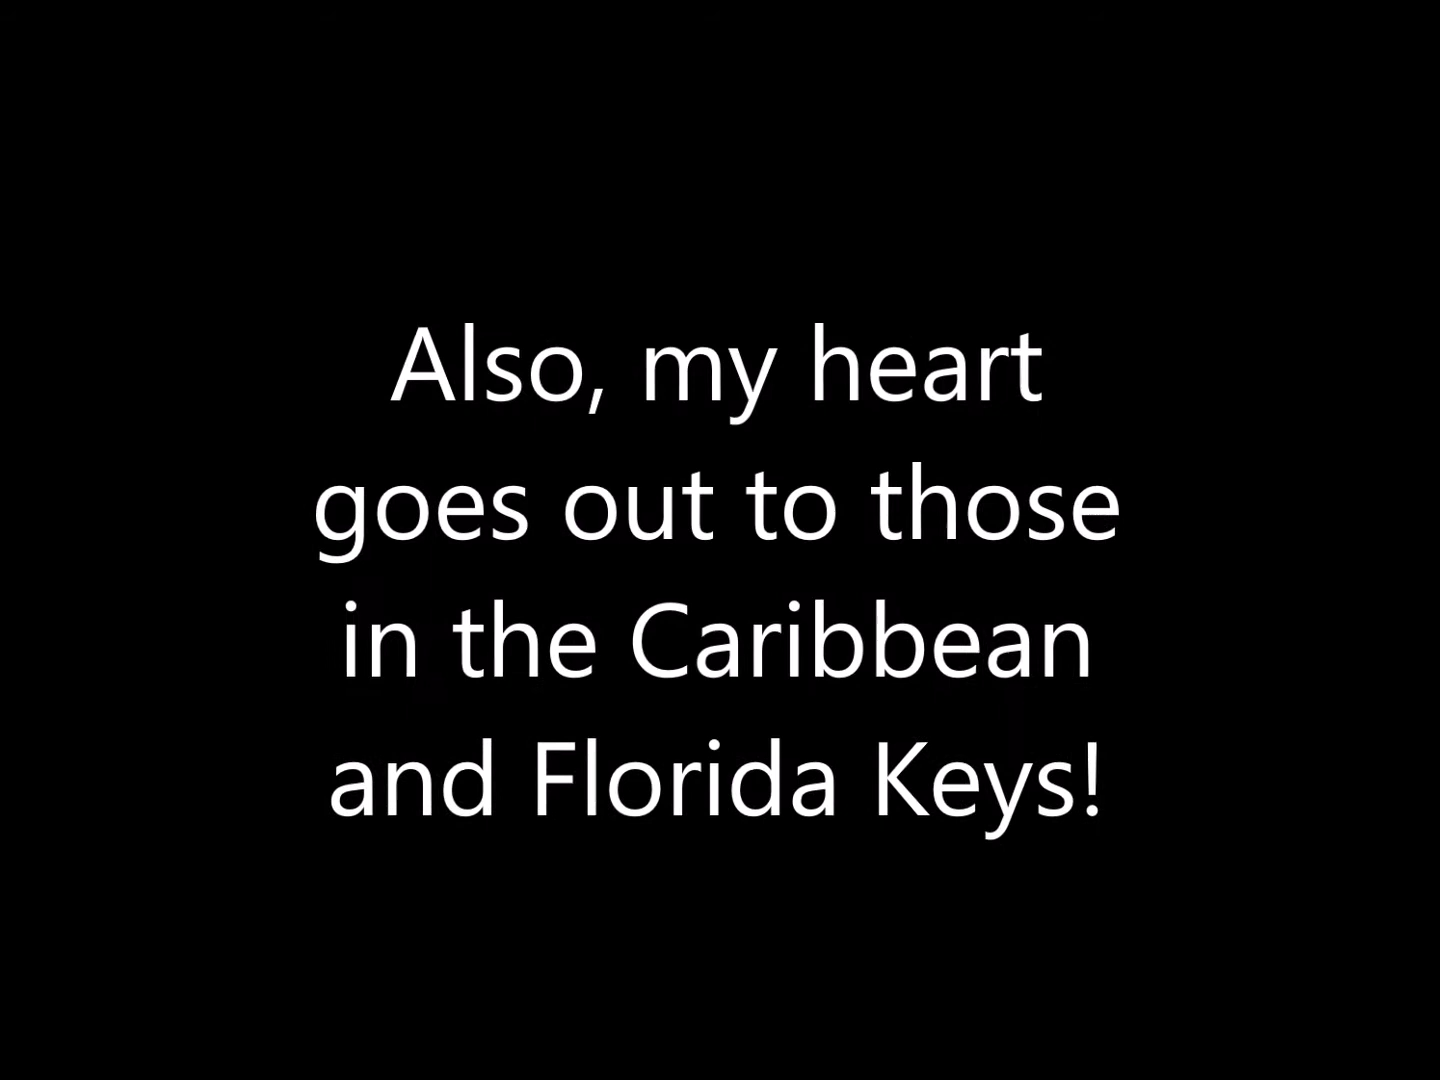 Also, my heart
goes out to those
in the Caribbean
and Florida Keys!